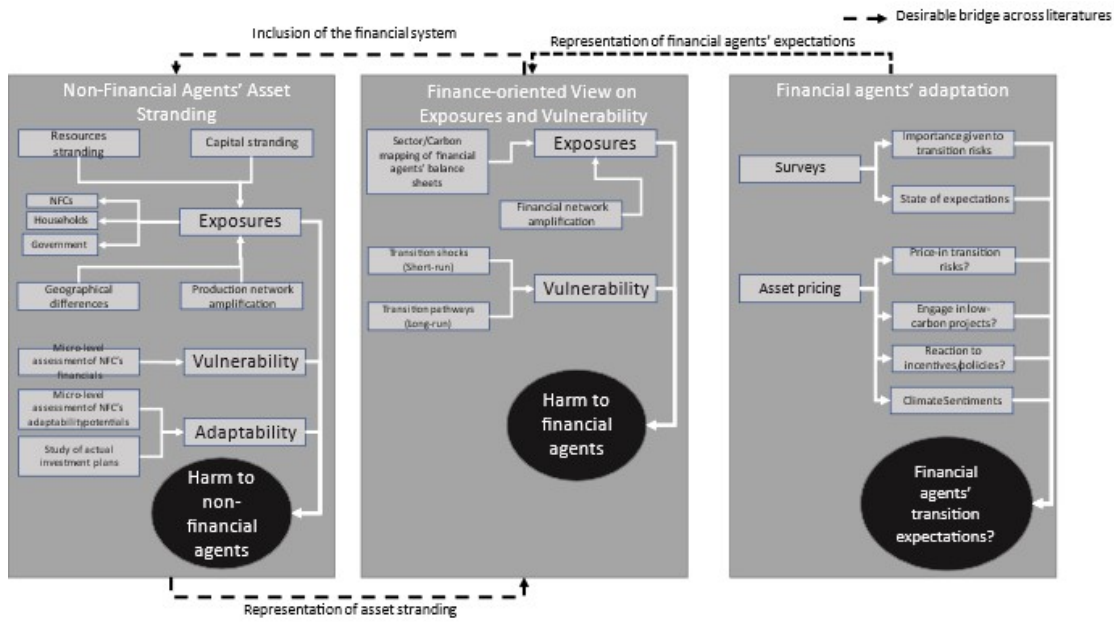 Desirable bridge across literatures
Inclusion of the financial system
Representation of financial agents' expectations
Non-Financial Agents' Asset
Stranding
Resources
stranding
Capital stranding
NFCs
Households
Government
Exposures
Geographical
differences
Production network
amplification
Micro-level
assessment of NFC's
financials
Vulnerability
Micro-level
assessment of NFC's
adaptabilitypotentials
Study of actual
investment plans
Adaptability
Harm to
non-
financial
agents
Finance-oriented View on
Exposures and Vulnerability
Sector/Carbon
mapping of financial
agents' balance
sheets
Exposures
Financial network
amplification
Transition shocks
(Short-run)
Transition pathways
(Long-run)
Vulnerability
Harm to
financial
agents
Financial agents' adaptation
Surveys
Importance given to
transition risks
State of expectations
Asset pricing
Price-in transition
risks?
Engage in low-
carbon projects?
Reaction to
incentives/policies?
Climate Sentiments
Financial
agents'
transition
expectations?
Representation of asset stranding